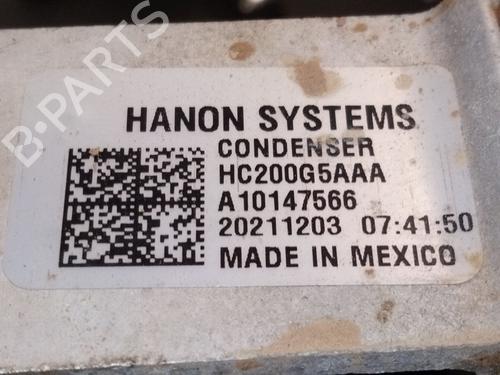 B-PARTS
HANON SYSTEMS
CONDENSER
HC200G5AAA
A10147566
20211203 07:41:50
MADE IN MEXICO